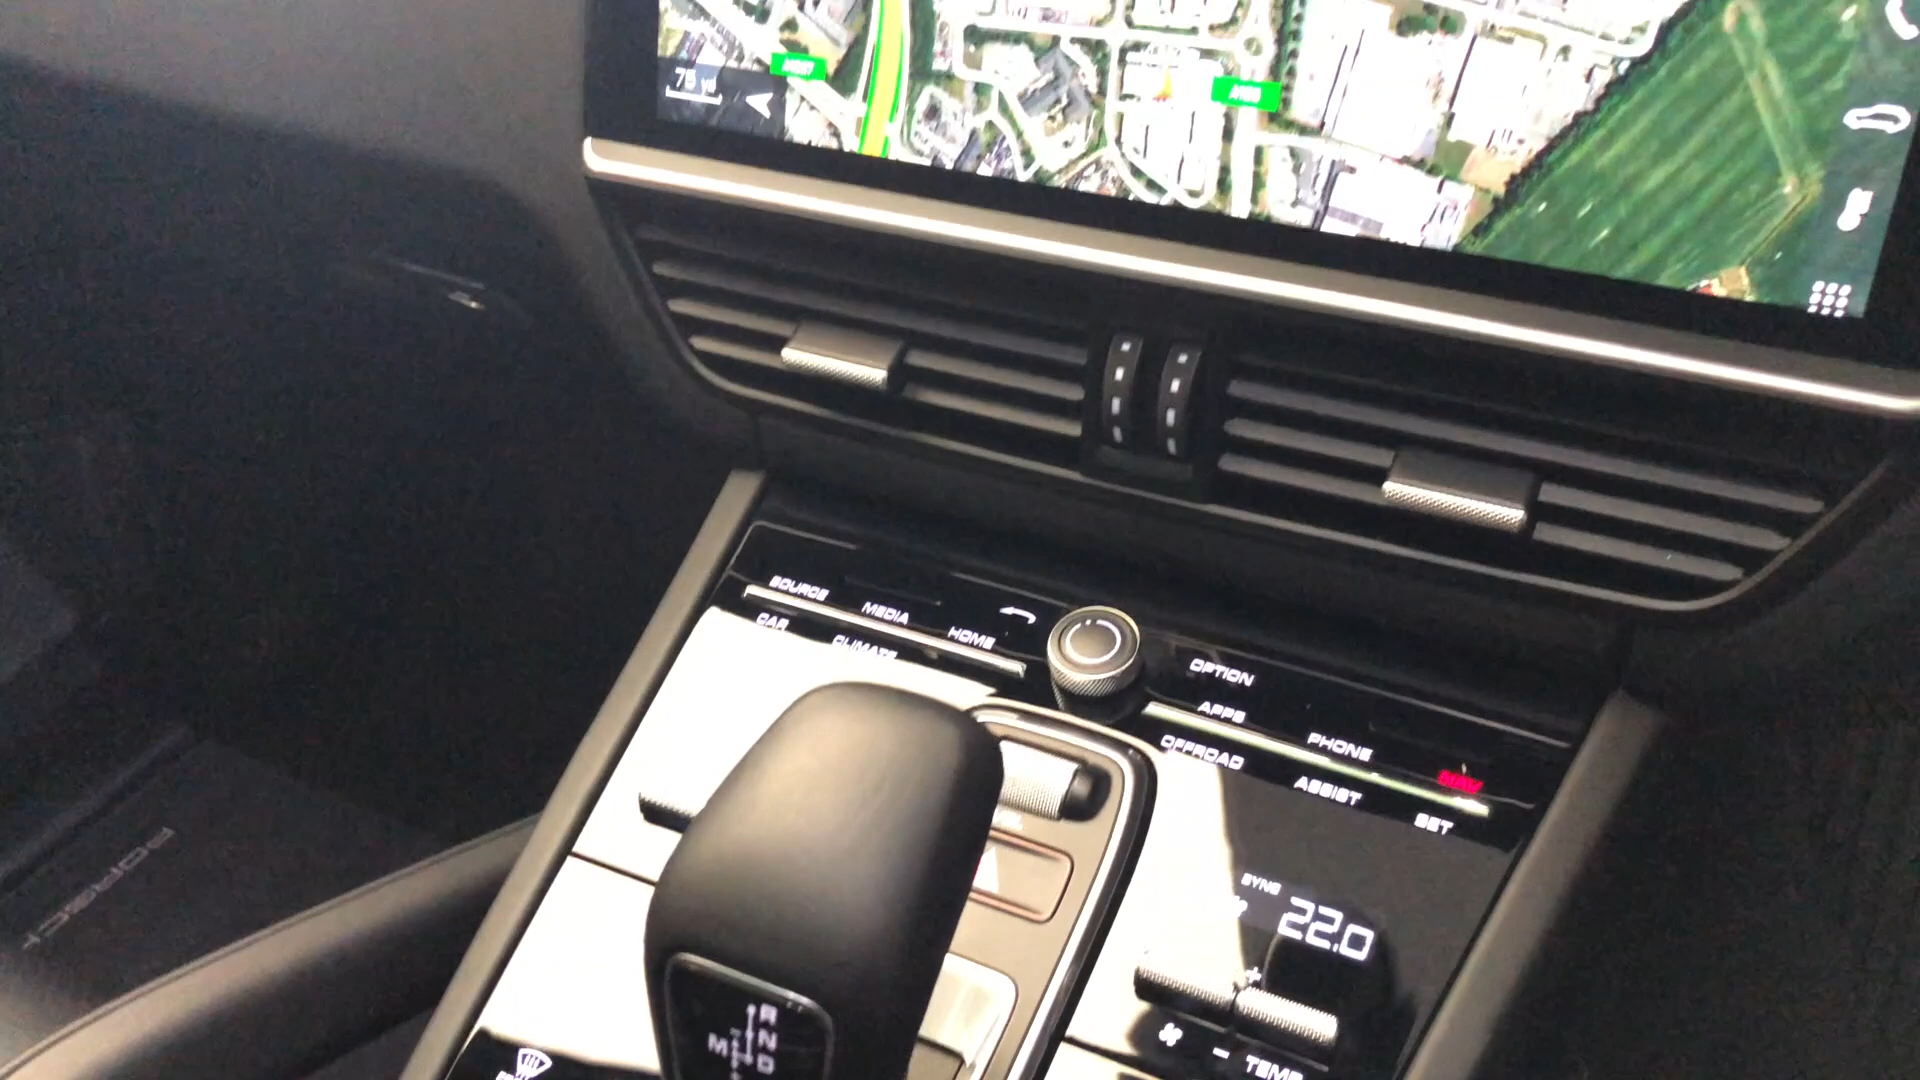 75 yd
SOURCE
MEDIA
HOME
CAR
CLIMATE
OPTION
APPS
PHONE
NAV
OFFROAD
ASSIST
SET
SYNC
22.0
+
- TEMP
R
N
M
D
+